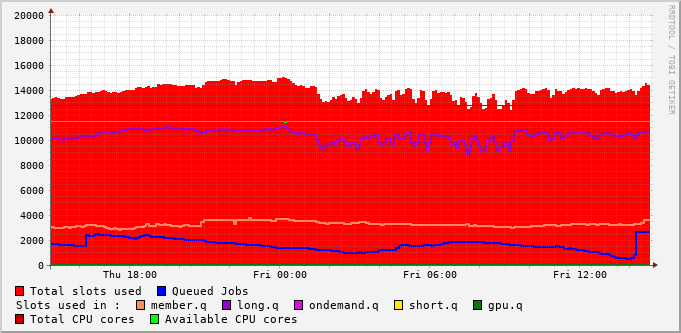 20000
18000
16000
14000
12000
10000
8000
6000
4000
2000
0
Thu 18:00 Fri 00:00 Fri 06:00 Fri 12:00
RRDTOOL / TOBI OETIKER
Total slots used Queued Jobs
Slots used in : member.q long.q ondemand.q short.q gpu.q
Total CPU cores Available CPU cores